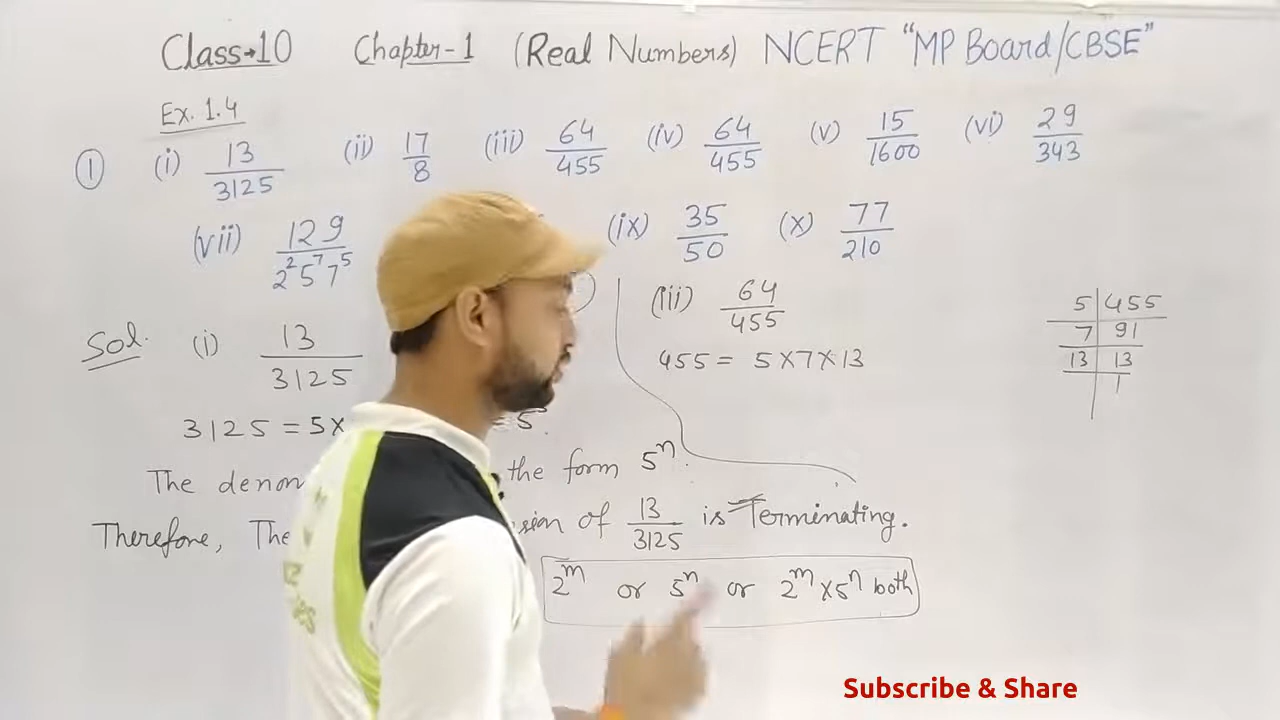 Class→10 Chapter-1 (Real Numbers) NCERT "MP Board/CBSE"
Ex. 1.4
① (i) 13/3125 (ii) 17/8 (iii) 64/455 (iv) 64/455 (v) 15/1600 (vi) 29/343
(vii) 129/2²5⁷7⁵ (ix) 35/50 (x) 77/210
Sol. (i) 13/3125
3125 = 5×
The denon the form 5ⁿ.
Therefore, The sion of 13/3125 is Terminating.
2ᵐ or 5ⁿ or 2ᵐ×5ⁿ both
(iii) 64/455
455 = 5×7×13
5 | 455
7 | 91
13 | 13
1
Subscribe & Share